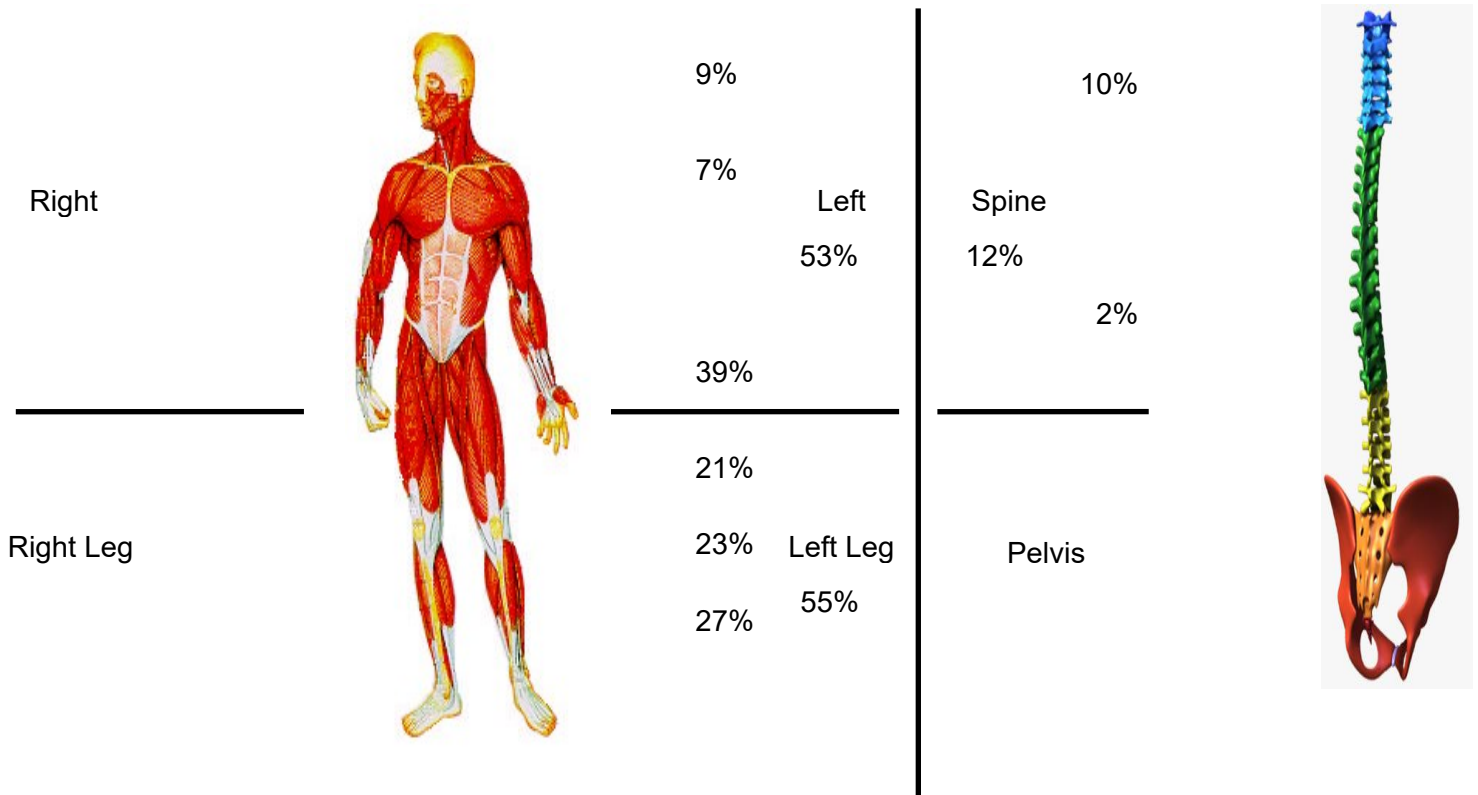 9%
10%
7%
Right
Left
Spine
53%
12%
2%
39%
21%
23%
Right Leg
Left Leg
Pelvis
55%
27%